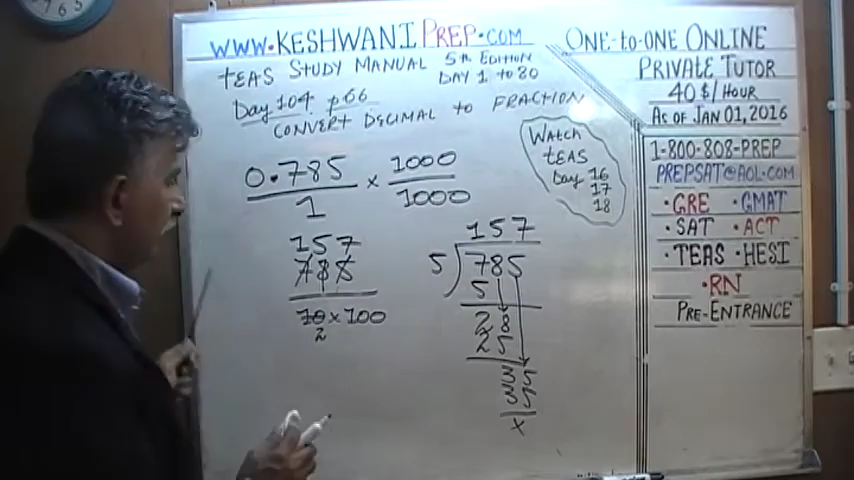 7 6 5
WWW.KESHWANIPREP.COM
TEAS STUDY MANUAL 5TH EDITION
DAY 1 TO 80
Day 104 p66
CONVERT DECIMAL TO FRACTION
WATCH
TEAS
Day 16
17
18
0.785 × 1000
1 1000
157
785
10 × 100
2
157
5 785
5
28
25
35
35
×
ONE-TO-ONE ONLINE
PRIVATE TUTOR
40 $/HOUR
AS OF JAN 01, 2016
1-800-808-PREP
PREPSAT@AOL.COM
• GRE • GMAT
• SAT • ACT
• TEAS • HESI
• RN
PRE-ENTRANCE